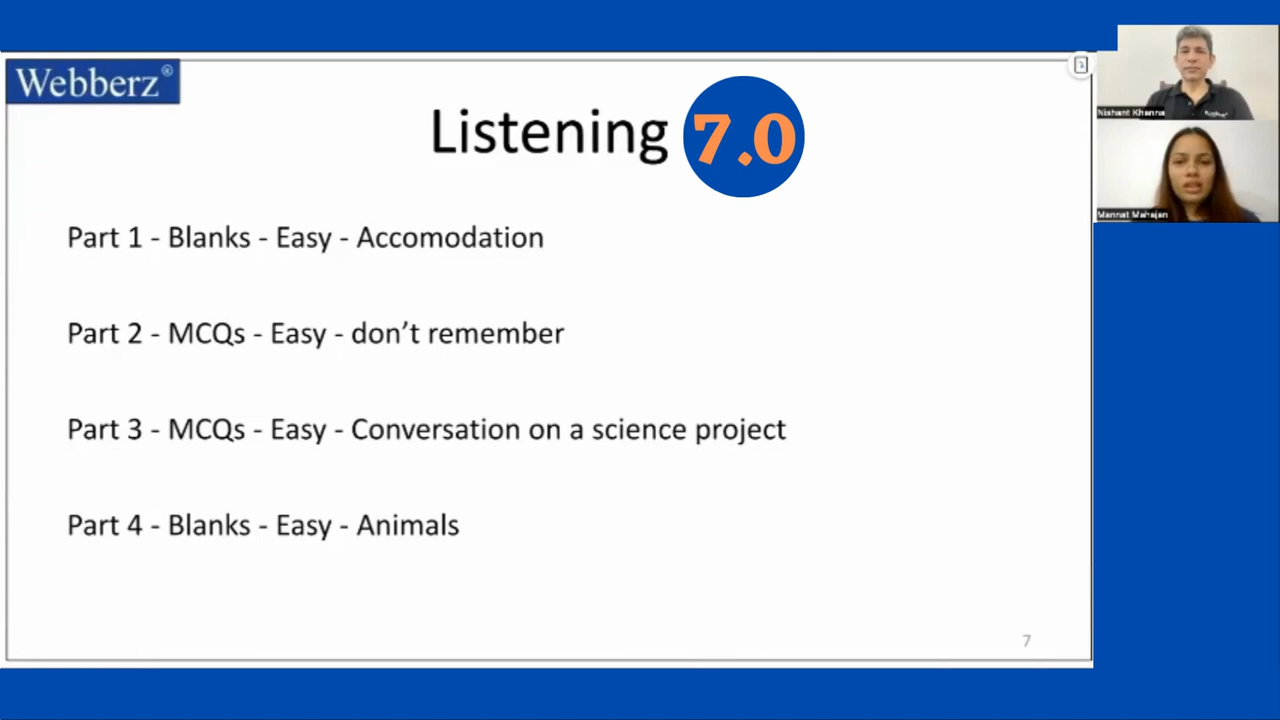 Webberz®
Listening 7.0
Part 1 - Blanks - Easy - Accomodation
Part 2 - MCQs - Easy - don't remember
Part 3 - MCQs - Easy - Conversation on a science project
Part 4 - Blanks - Easy - Animals
7
Nishant Khanna
Mannat Mahajan